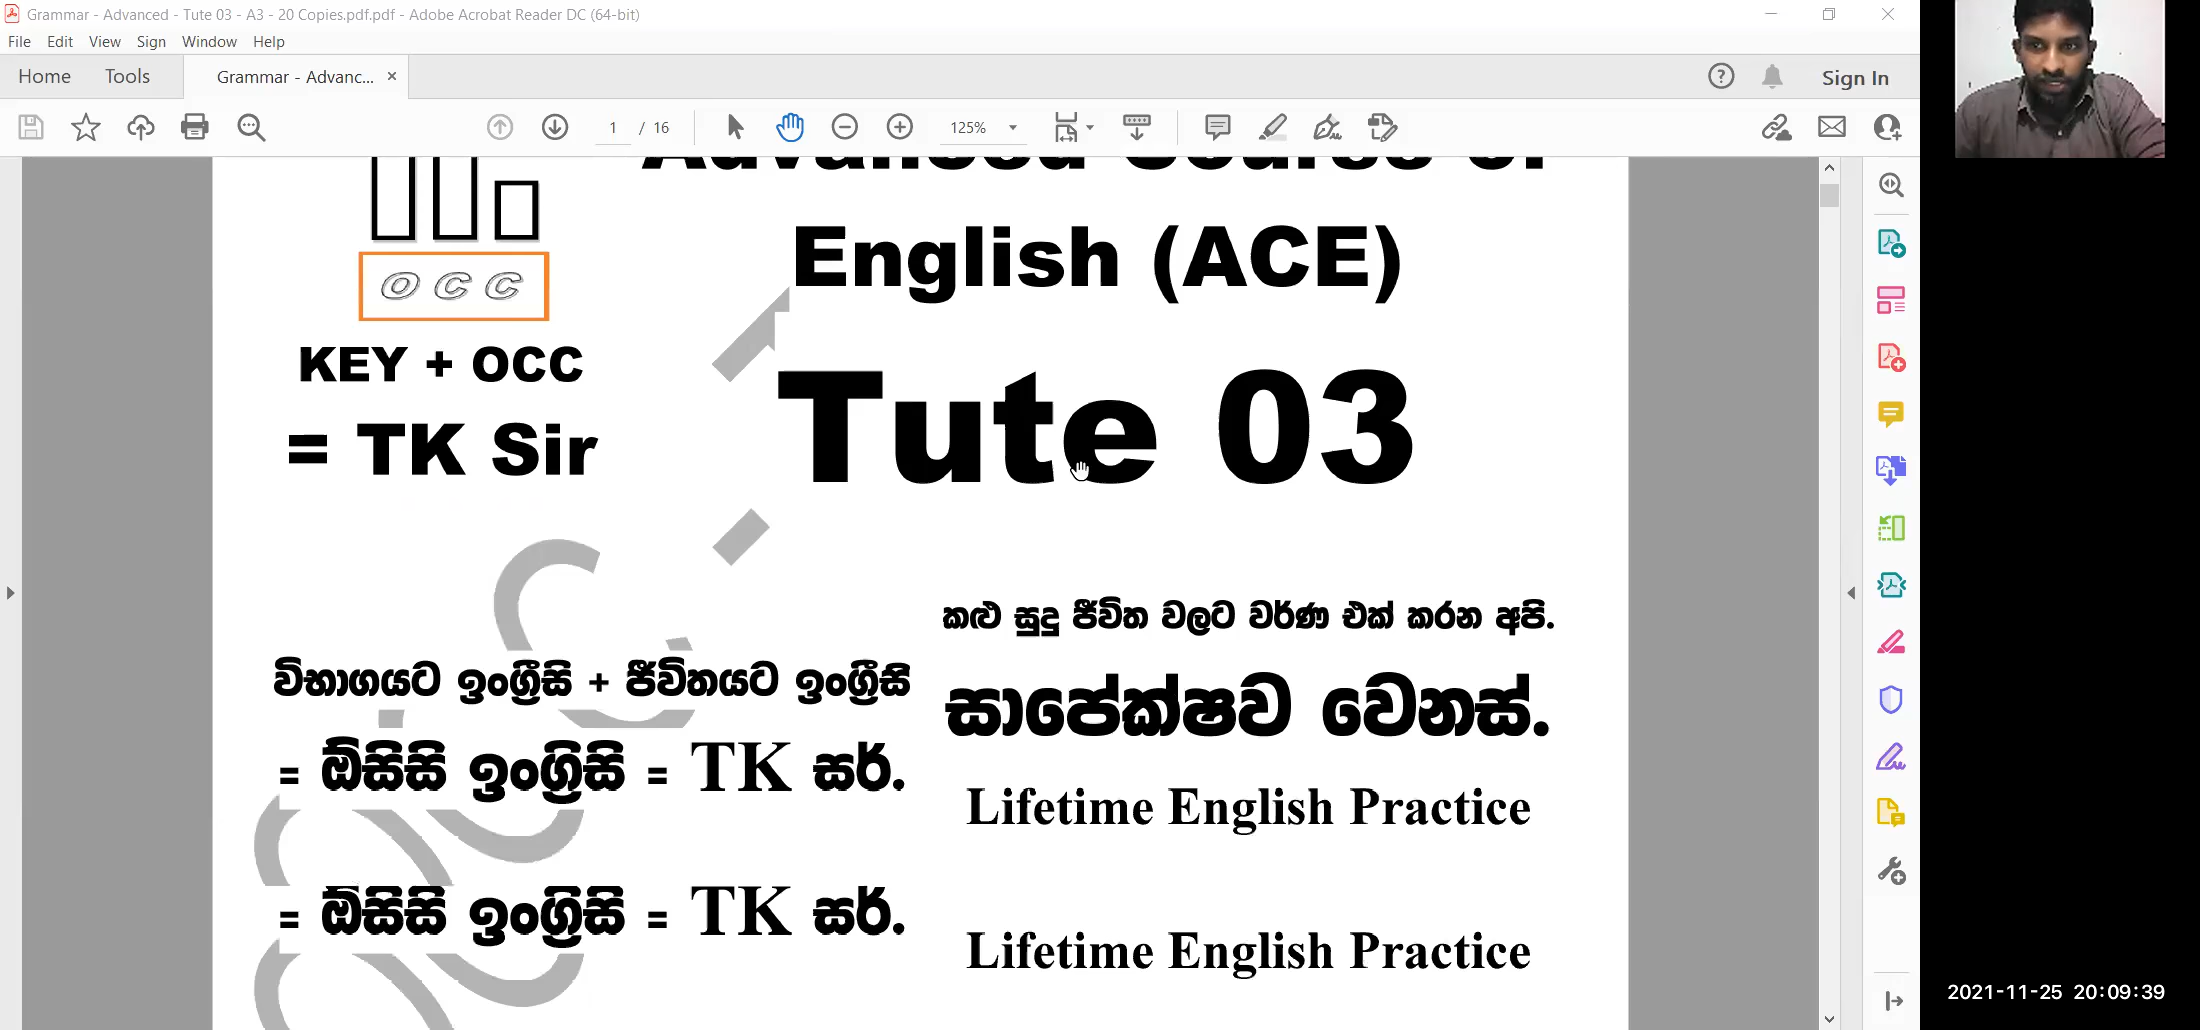 Grammar - Advanced - Tute 03 - A3 - 20 Copies.pdf.pdf - Adobe Acrobat Reader DC (64-bit)
File Edit View Sign Window Help
Home Tools Grammar - Advanc... × Sign In
1 / 16 125%
Advanced Course of
English (ACE)
OCC
KEY + OCC
= TK Sir
Tute 03
කළු සුදු ජීවිත වලට වර්ණ එක් කරන අපි.
විභාගයට ඉංග්‍රීසි + ජීවිතයට ඉංග්‍රීසි
සාපේක්ෂව වෙනස්.
= ඕසිසි ඉංග්‍රිසි = TK සර්.
Lifetime English Practice
= ඕසිසි ඉංග්‍රිසි = TK සර්.
Lifetime English Practice
2021-11-25 20:09:39